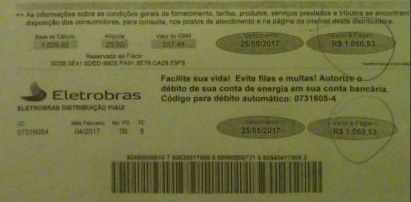 => As informações sobre as condições gerais de fornecimento, tarifas, produtos, serviços prestados e tributos se encontram
disposição dos consumidores, para consulta, nos postos de atendimento e na página da internet desta distribuidora.
Base de Cálculo Alíquota Valor do ICMS Vencimento Valor a Pagar
1.029,93 25,00 257,48 25/05/2017 R$ 1.050,53
Reservado ao Fisco
Facilite sua vida! Evite filas e multas! Autorize o
débito de sua conta de energia em sua conta bancária.
Código para débito automático: 0731605-4
Eletrobras
ELETROBRAS DISTRIBUIÇÃO PIAUÍ
Vencimento Valor a Pagar
04/2017 25/05/2017 R$ 1.050,53